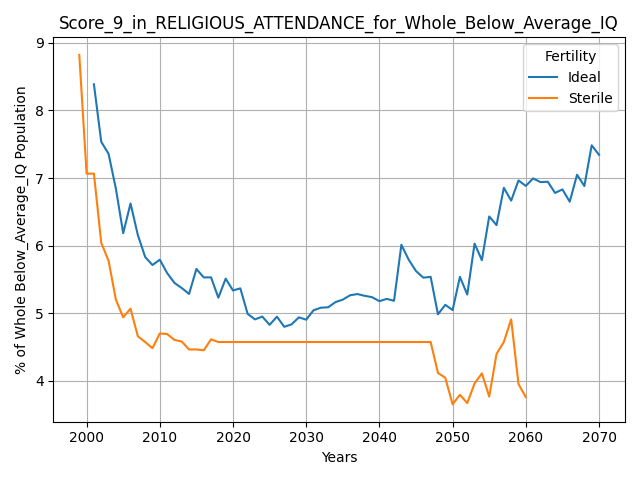 Score_9_in_RELIGIOUS_ATTENDANCE_for_Whole_Below_Average_IQ
Fertility
Ideal
Sterile
% of Whole Below_Average_IQ Population
9
8
7
6
5
4
2000 2010 2020 2030 2040 2050 2060 2070
Years